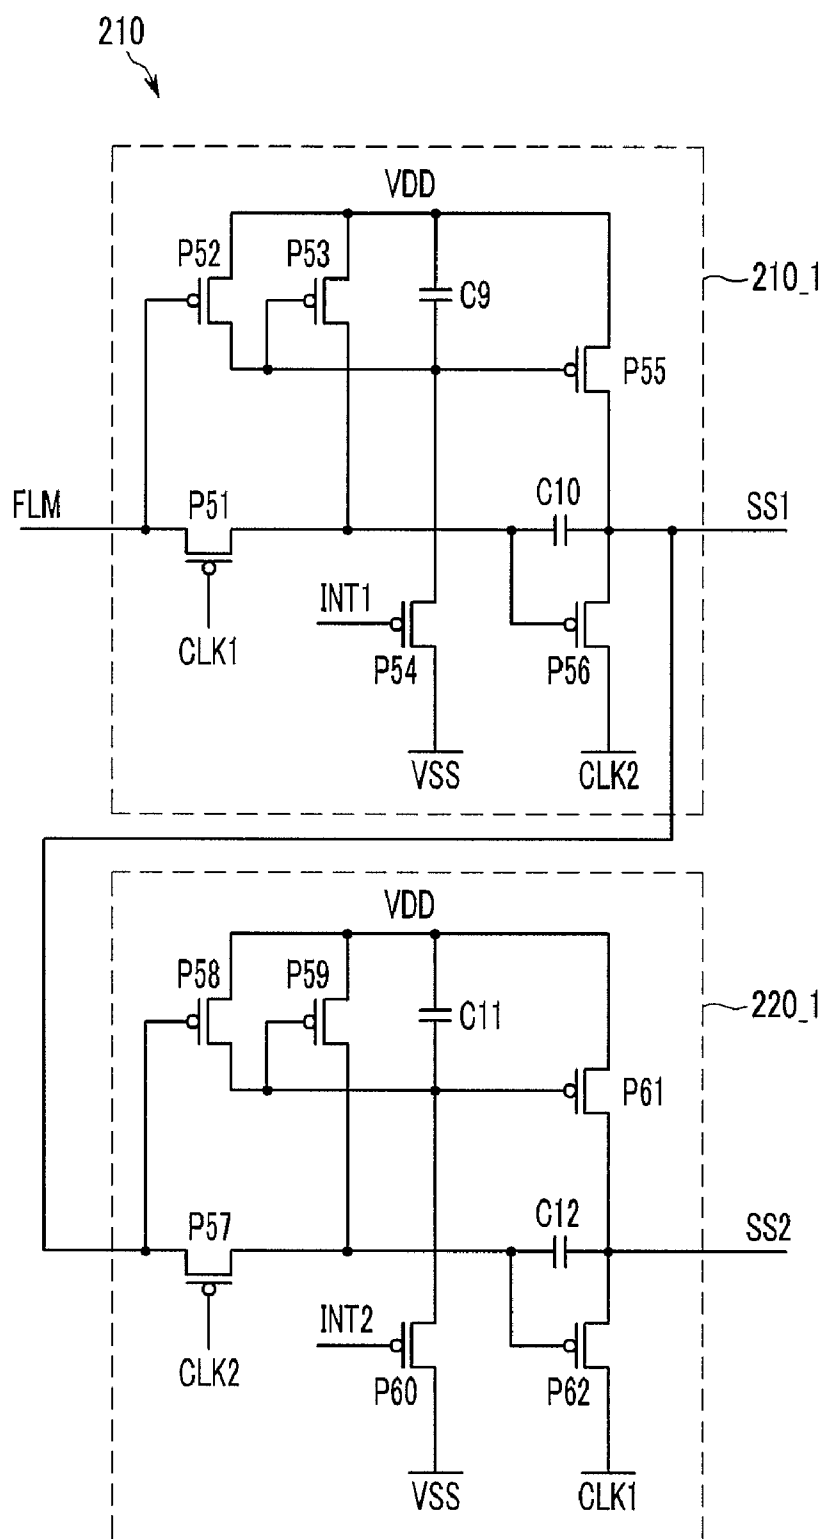 210
VDD
P52
P53
C9
210_1
P55
FLM
P51
C10
SS1
INT1
CLK1
P54
P56
VSS
CLK2
VDD
P58
P59
C11
220_1
P61
P57
C12
SS2
INT2
CLK2
P60
P62
VSS
CLK1